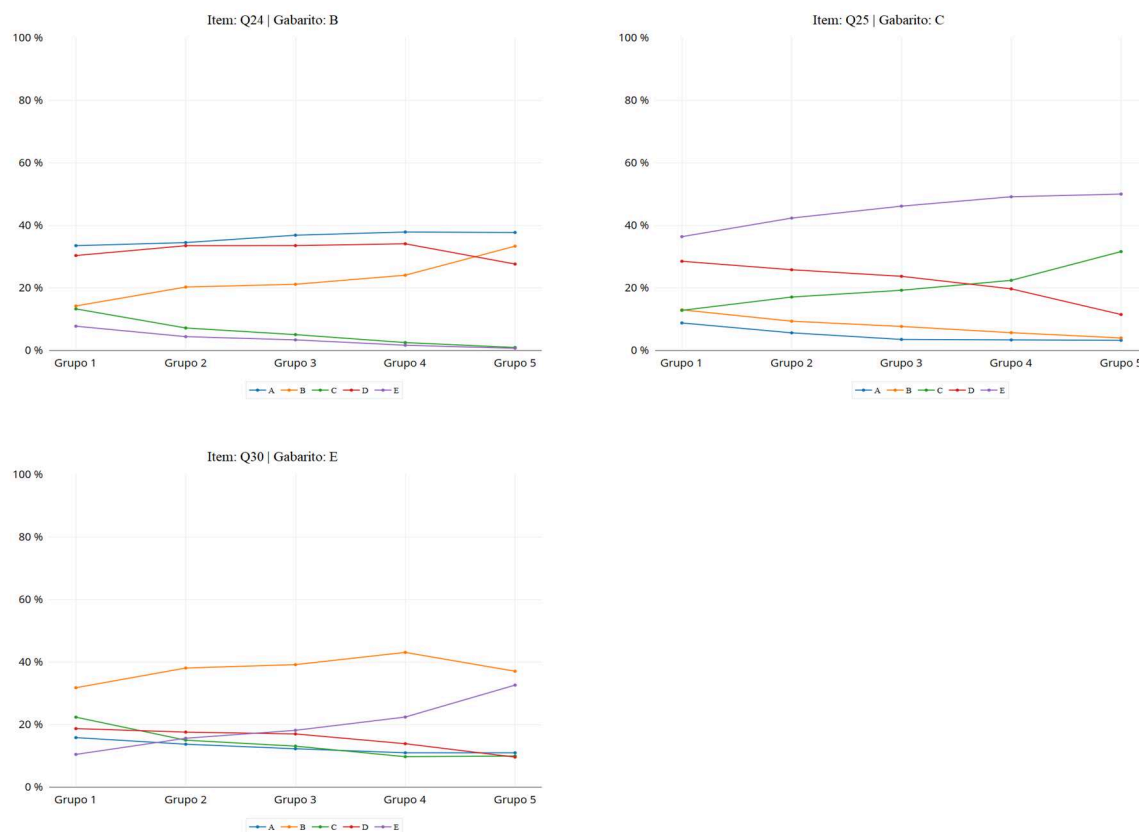 Item: Q24 | Gabarito: B
100 %
80 %
60 %
40 %
20 %
0 %
Grupo 1 Grupo 2 Grupo 3 Grupo 4 Grupo 5
A B C D E
Item: Q25 | Gabarito: C
100 %
80 %
60 %
40 %
20 %
0 %
Grupo 1 Grupo 2 Grupo 3 Grupo 4 Grupo 5
A B C D E
Item: Q30 | Gabarito: E
100 %
80 %
60 %
40 %
20 %
0 %
Grupo 1 Grupo 2 Grupo 3 Grupo 4 Grupo 5
A B C D E